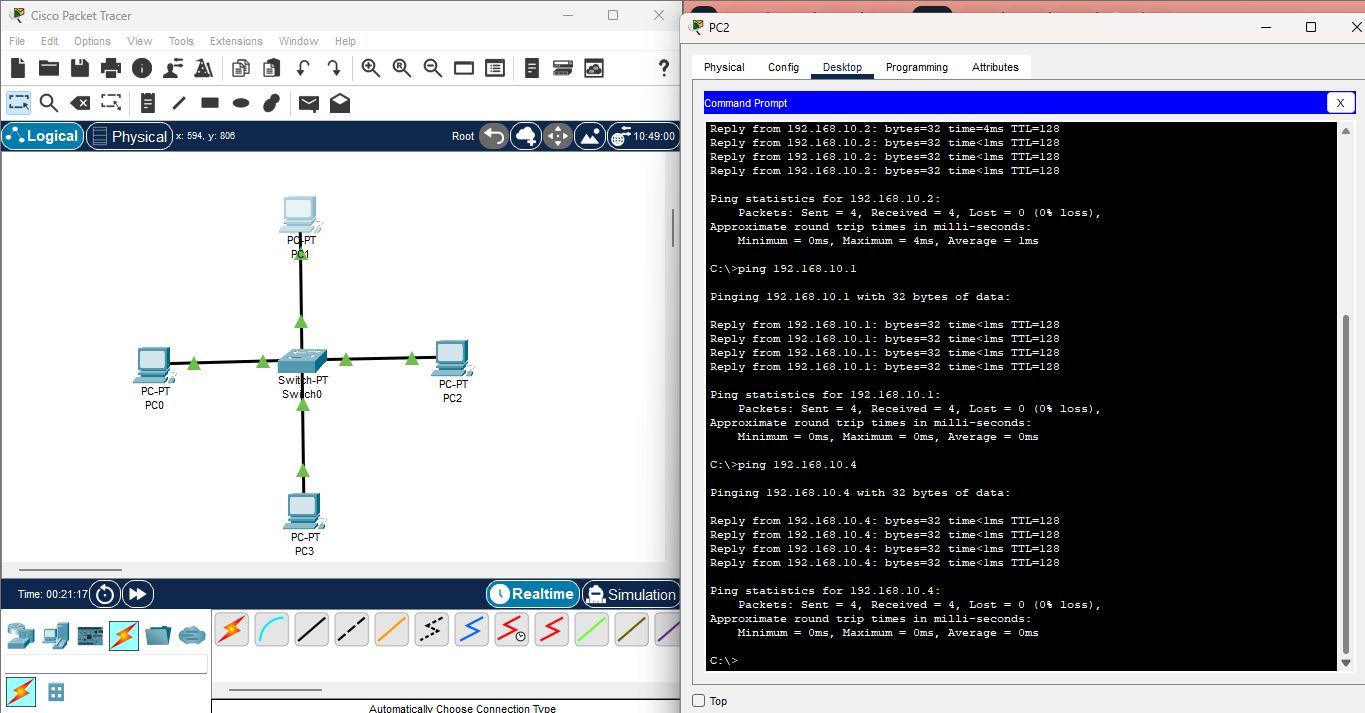 Cisco Packet Tracer
File Edit Options View Tools Extensions Window Help
?
Logical Physical x: 594, y: 806 Root 10:49:00
PC-PT
PC1
PC-PT
PC0
Switch-PT
Switch0
PC-PT
PC2
PC-PT
PC3
Time: 00:21:17 Realtime Simulation
Automatically Choose Connection Type
PC2
Physical Config Desktop Programming Attributes
Command Prompt X
Reply from 192.168.10.2: bytes=32 time=4ms TTL=128
Reply from 192.168.10.2: bytes=32 time<1ms TTL=128
Reply from 192.168.10.2: bytes=32 time<1ms TTL=128
Reply from 192.168.10.2: bytes=32 time<1ms TTL=128
Ping statistics for 192.168.10.2:
Packets: Sent = 4, Received = 4, Lost = 0 (0% loss),
Approximate round trip times in milli-seconds:
Minimum = 0ms, Maximum = 4ms, Average = 1ms
C:\>ping 192.168.10.1
Pinging 192.168.10.1 with 32 bytes of data:
Reply from 192.168.10.1: bytes=32 time<1ms TTL=128
Reply from 192.168.10.1: bytes=32 time<1ms TTL=128
Reply from 192.168.10.1: bytes=32 time<1ms TTL=128
Reply from 192.168.10.1: bytes=32 time<1ms TTL=128
Ping statistics for 192.168.10.1:
Packets: Sent = 4, Received = 4, Lost = 0 (0% loss),
Approximate round trip times in milli-seconds:
Minimum = 0ms, Maximum = 0ms, Average = 0ms
C:\>ping 192.168.10.4
Pinging 192.168.10.4 with 32 bytes of data:
Reply from 192.168.10.4: bytes=32 time<1ms TTL=128
Reply from 192.168.10.4: bytes=32 time<1ms TTL=128
Reply from 192.168.10.4: bytes=32 time<1ms TTL=128
Reply from 192.168.10.4: bytes=32 time<1ms TTL=128
Ping statistics for 192.168.10.4:
Packets: Sent = 4, Received = 4, Lost = 0 (0% loss),
Approximate round trip times in milli-seconds:
Minimum = 0ms, Maximum = 0ms, Average = 0ms
C:\>
Top